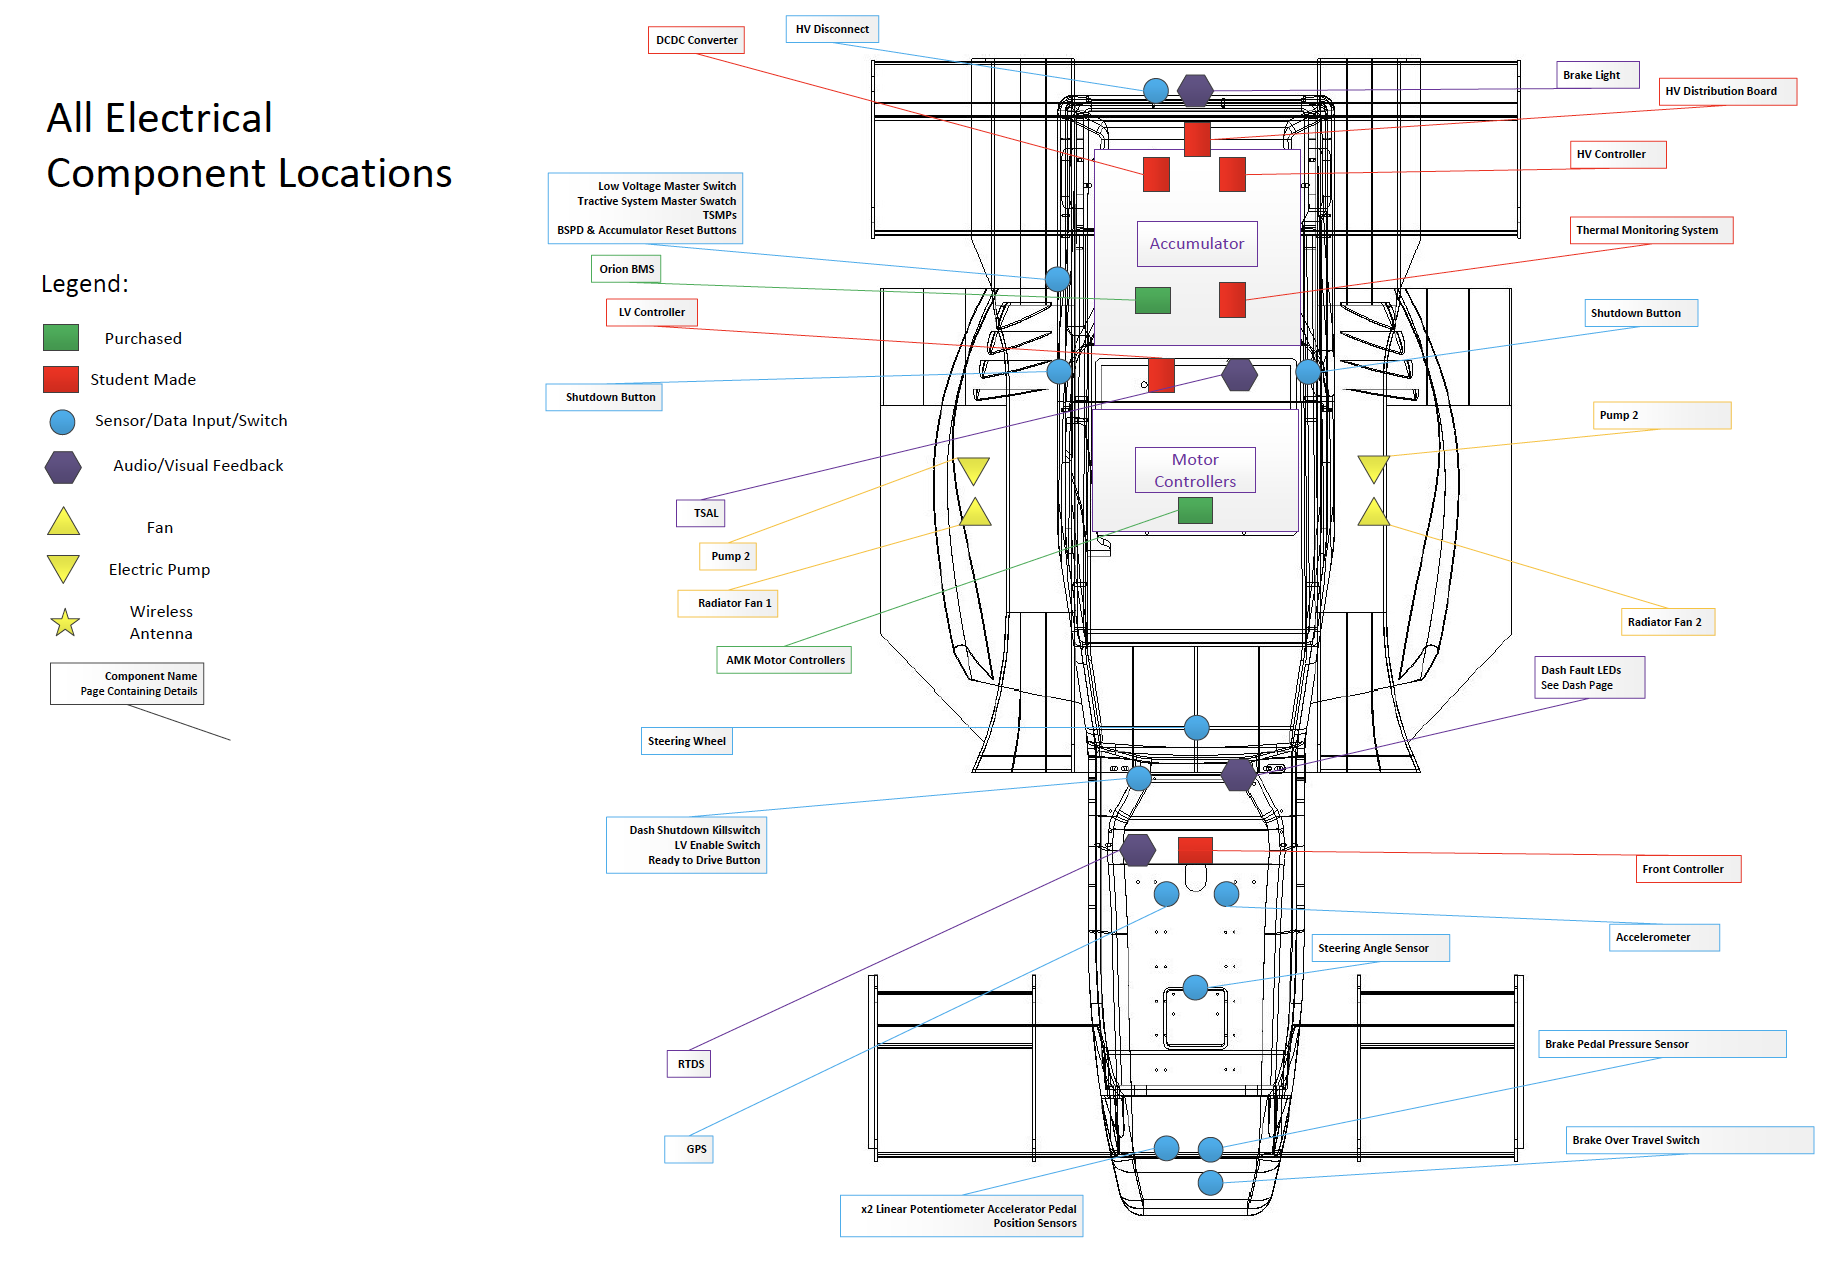 All Electrical
Component Locations
Legend:
Purchased
Student Made
Sensor/Data Input/Switch
Audio/Visual Feedback
Fan
Electric Pump
Wireless
Antenna
Component Name
Page Containing Details
DCDC Converter
HV Disconnect
Brake Light
HV Distribution Board
HV Controller
Low Voltage Master Switch
Tractive System Master Swatch
TSMPs
BSPD & Accumulator Reset Buttons
Thermal Monitoring System
Accumulator
Orion BMS
LV Controller
Shutdown Button
Shutdown Button
Pump 2
Motor
Controllers
TSAL
Pump 2
Radiator Fan 1
Radiator Fan 2
AMK Motor Controllers
Dash Fault LEDs
See Dash Page
Steering Wheel
Dash Shutdown Killswitch
LV Enable Switch
Ready to Drive Button
Front Controller
Accelerometer
Steering Angle Sensor
RTDS
Brake Pedal Pressure Sensor
GPS
Brake Over Travel Switch
x2 Linear Potentiometer Accelerator Pedal
Position Sensors